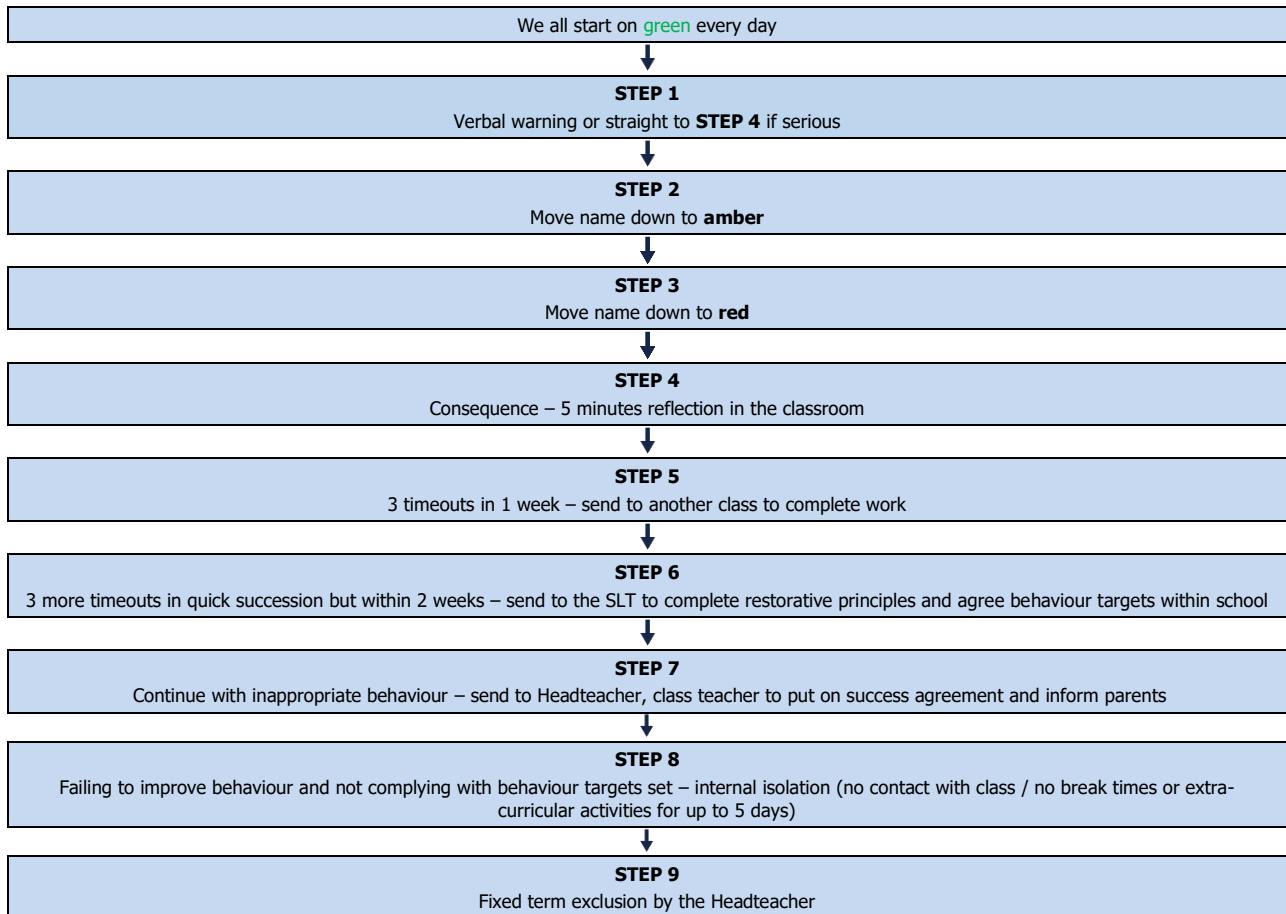 We all start on green every day
STEP 1
Verbal warning or straight to STEP 4 if serious
STEP 2
Move name down to amber
STEP 3
Move name down to red
STEP 4
Consequence – 5 minutes reflection in the classroom
STEP 5
3 timeouts in 1 week – send to another class to complete work
STEP 6
3 more timeouts in quick succession but within 2 weeks – send to the SLT to complete restorative principles and agree behaviour targets within school
STEP 7
Continue with inappropriate behaviour – send to Headteacher, class teacher to put on success agreement and inform parents
STEP 8
Failing to improve behaviour and not complying with behaviour targets set – internal isolation (no contact with class / no break times or extra-
curricular activities for up to 5 days)
STEP 9
Fixed term exclusion by the Headteacher